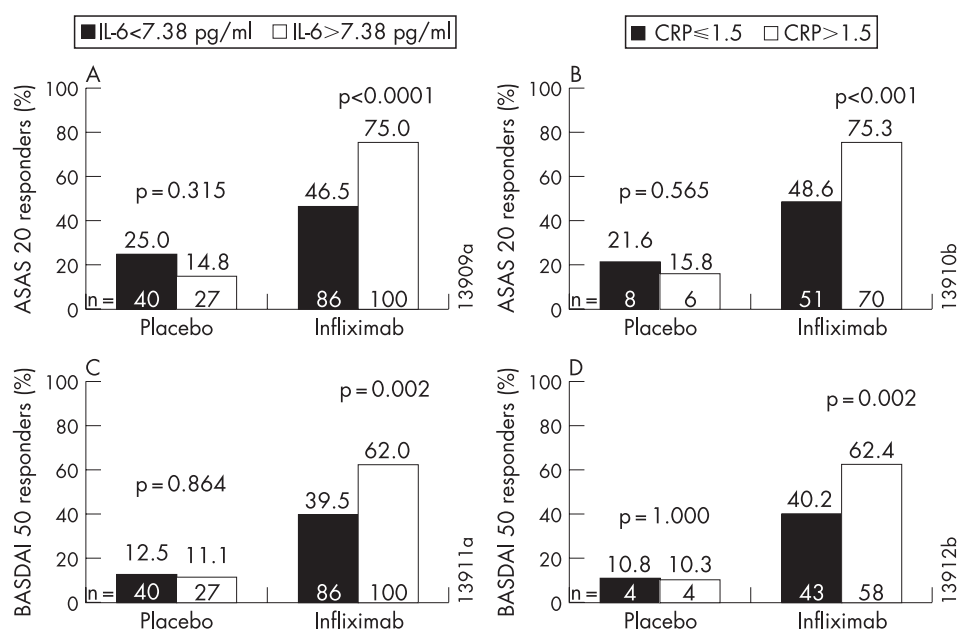 IL-6<7.38 pg/ml IL-6>7.38 pg/ml
CRP⩽1.5 CRP>1.5
A
ASAS 20 responders (%)
100
80
60
40
20
0
p=0.315
p<0.0001
25.0
14.8
46.5
75.0
n= 40 27 86 100
Placebo Infliximab
13909a
B
ASAS 20 responders (%)
100
80
60
40
20
0
p=0.565
p<0.001
21.6
15.8
48.6
75.3
n= 8 6 51 70
Placebo Infliximab
13910b
C
BASDAI 50 responders (%)
100
80
60
40
20
0
p=0.864
p=0.002
12.5
11.1
39.5
62.0
n= 40 27 86 100
Placebo Infliximab
13911a
D
BASDAI 50 responders (%)
100
80
60
40
20
0
p=1.000
p=0.002
10.8
10.3
40.2
62.4
n= 4 4 43 58
Placebo Infliximab
13912b